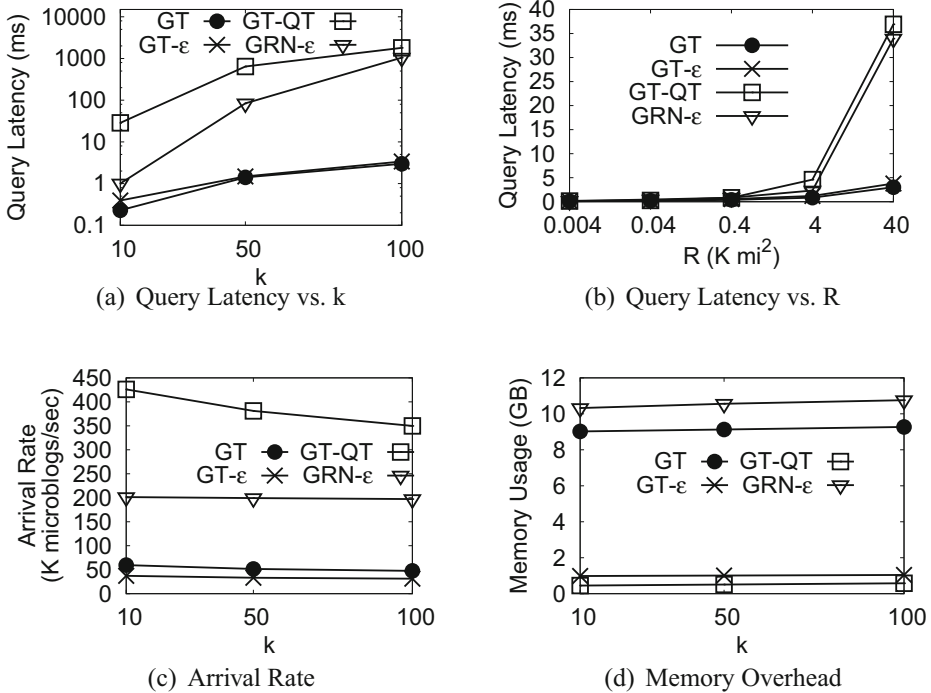 Query Latency (ms)
10000
1000
100
10
1
0.1
GT GT-QT
GT-ε GRN-ε
10 50 100
k
(a) Query Latency vs. k
Query Latency (ms)
40
35
30
25
20
15
10
5
0
GT
GT-ε
GT-QT
GRN-ε
0.004 0.04 0.4 4 40
R (K mi²)
(b) Query Latency vs. R
Arrival Rate
(K microblogs/sec)
450
400
350
300
250
200
150
100
50
0
GT GT-QT
GT-ε GRN-ε
10 50 100
k
(c) Arrival Rate
Memory Usage (GB)
12
10
8
6
4
2
0
GT GT-QT
GT-ε GRN-ε
10 50 100
k
(d) Memory Overhead